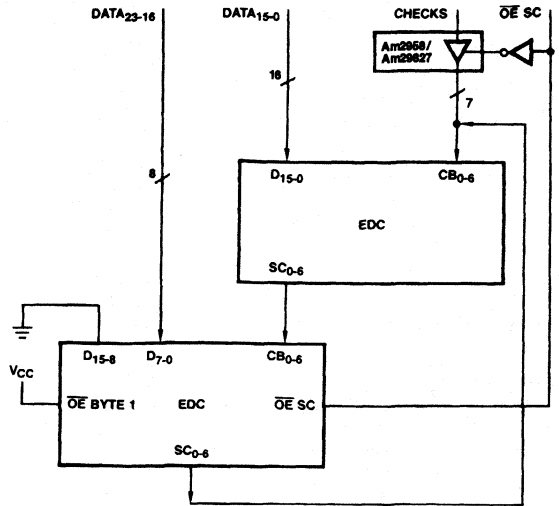 DATA23-16
DATA15-0
CHECKS
OE SC
Am2958/
Am29827
16
7
8
D15-0
CB0-6
EDC
SC0-6
D15-8
D7-0
CB0-6
VCC
OE BYTE 1
EDC
OE SC
SC0-6